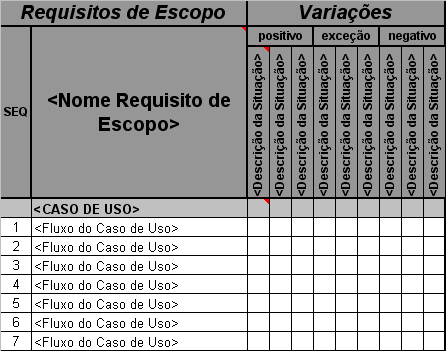 Requisitos de Escopo Variações
positivo exceção negativo
SEQ
<Nome Requisito de
Escopo>
<Descrição da Situação>
<Descrição da Situação>
<Descrição da Situação>
<Descrição da Situação>
<Descrição da Situação>
<Descrição da Situação>
<Descrição da Situação>
<Descrição da Situação>
<Descrição da Situação>
<CASO DE USO>
1 <Fluxo do Caso de Uso>
2 <Fluxo do Caso de Uso>
3 <Fluxo do Caso de Uso>
4 <Fluxo do Caso de Uso>
5 <Fluxo do Caso de Uso>
6 <Fluxo do Caso de Uso>
7 <Fluxo do Caso de Uso>